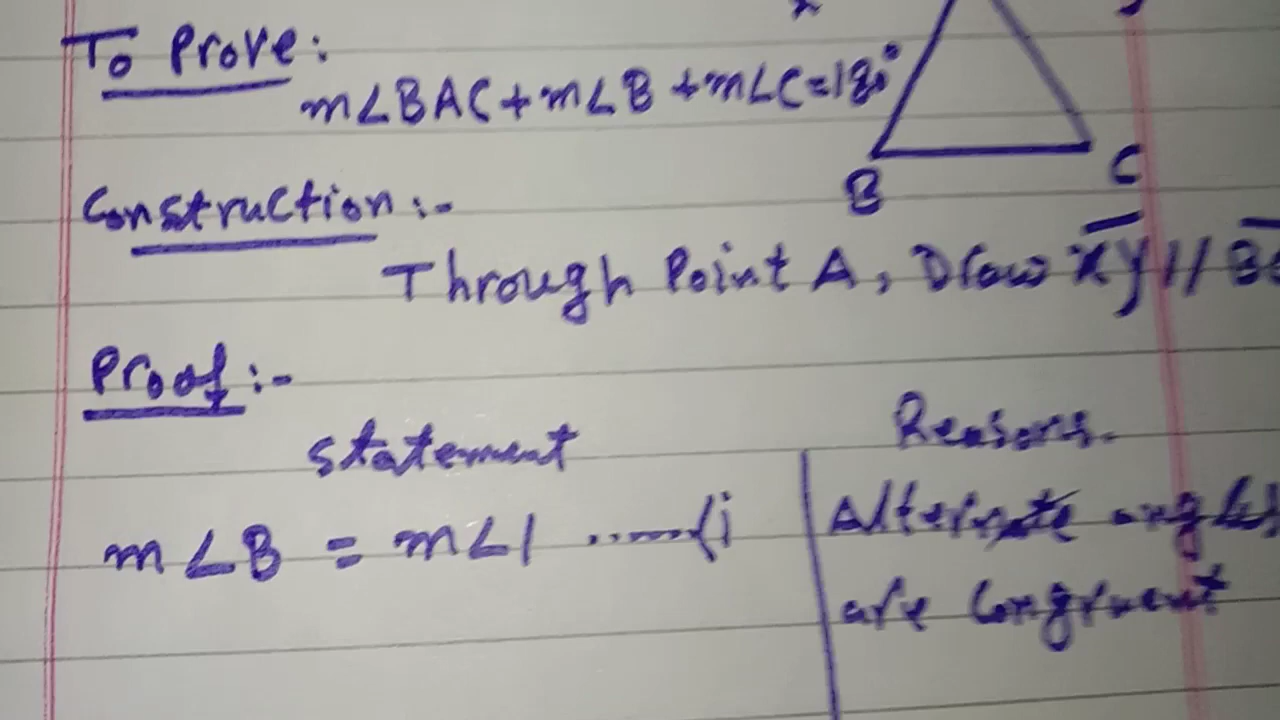 To Prove:
m∠BAC+m∠B+m∠C=180°
B
C
Construction:-
Through Point A, Draw XY // BC
Proof:-
statement
Reasons.
m∠B = m∠1 ......(i
Alternate angles
are Congruent